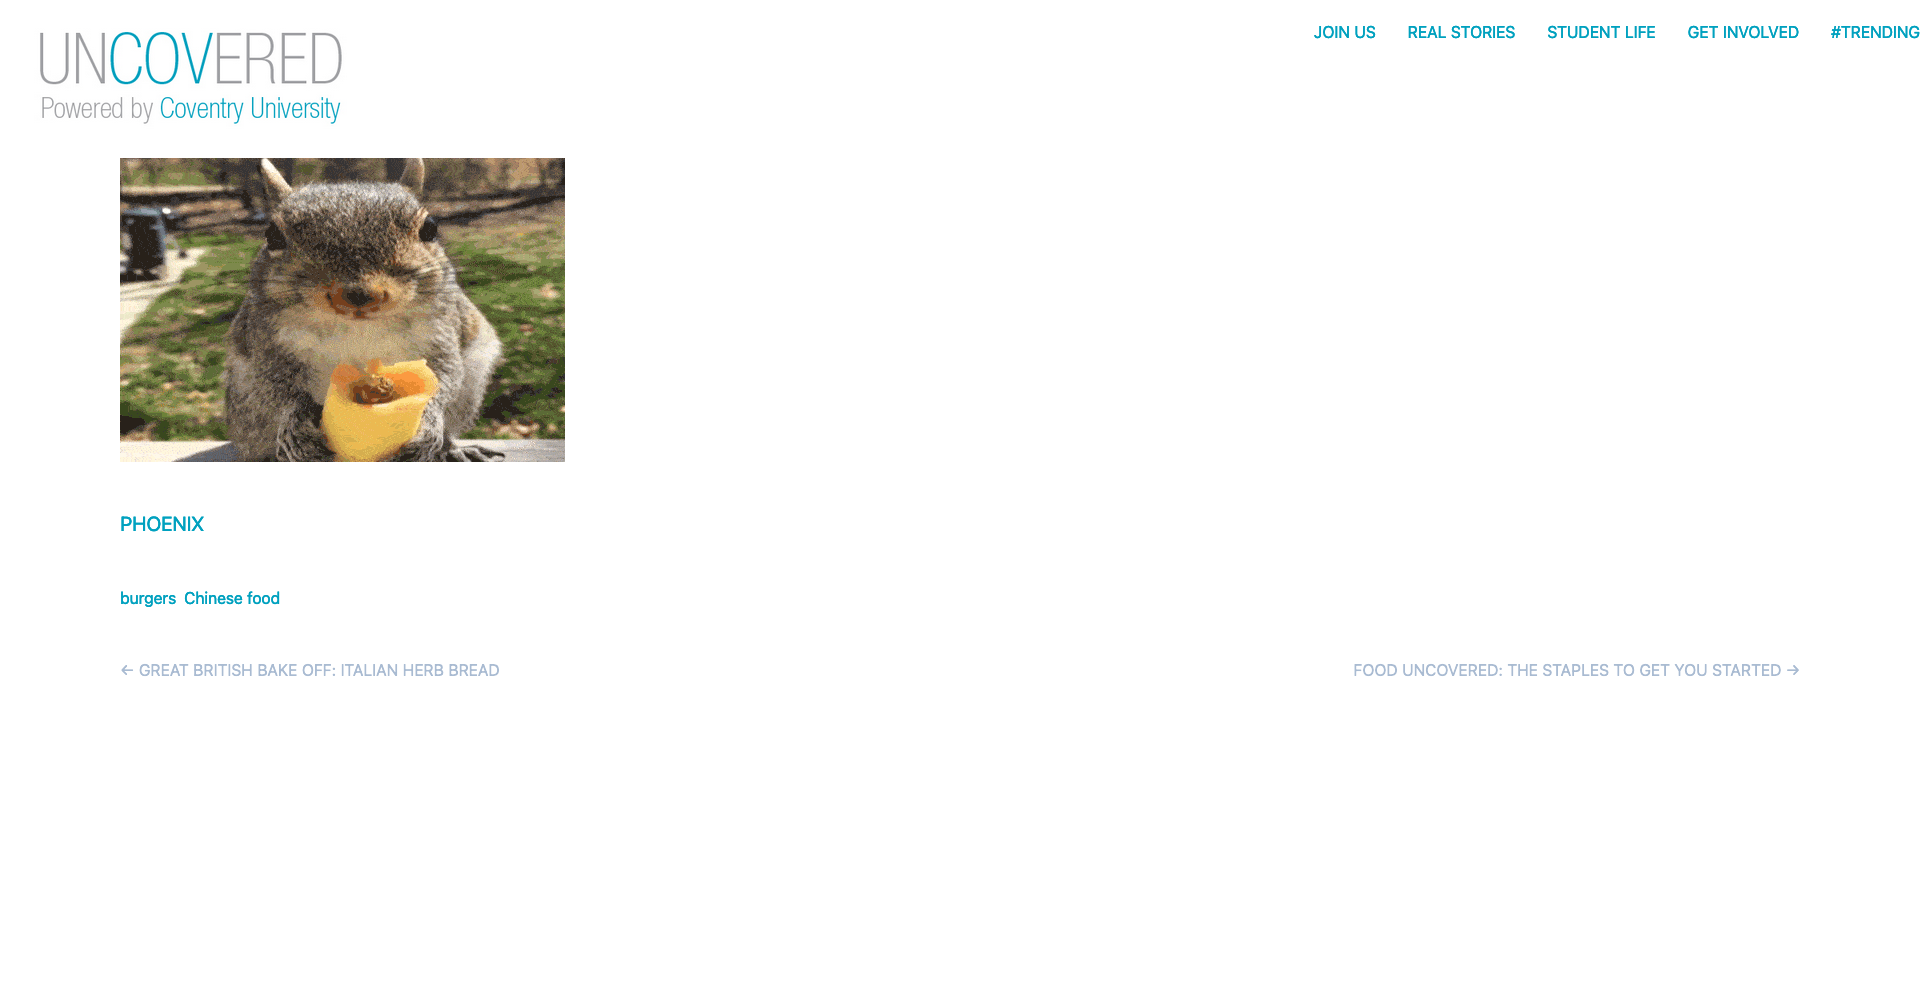 UNCOVERED
Powered by Coventry University
JOIN US REAL STORIES STUDENT LIFE GET INVOLVED #TRENDING
PHOENIX
burgers Chinese food
← GREAT BRITISH BAKE OFF: ITALIAN HERB BREAD
FOOD UNCOVERED: THE STAPLES TO GET YOU STARTED →